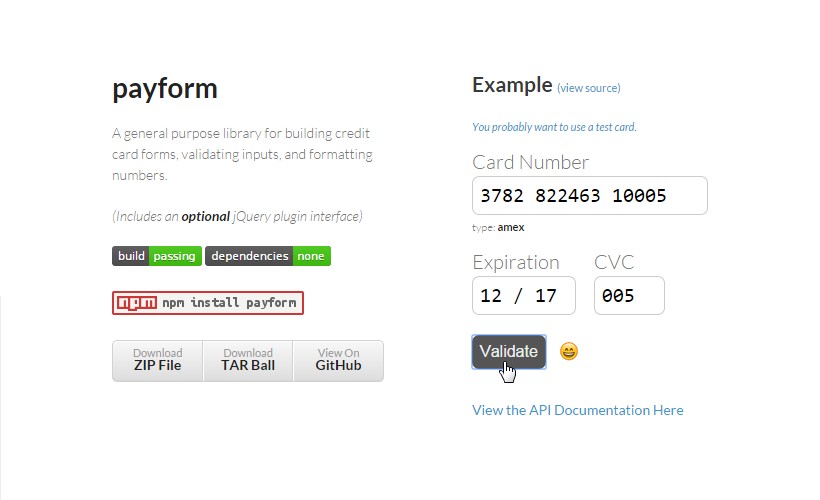 payform
A general purpose library for building credit
card forms, validating inputs, and formatting
numbers.
(Includes an optional jQuery plugin interface)
build passing dependencies none
npm npm install payform
Download ZIP File
Download TAR Ball
View On GitHub
Example (view source)
You probably want to use a test card.
Card Number
3782 822463 10005
type: amex
Expiration CVC
12 / 17 005
Validate
View the API Documentation Here